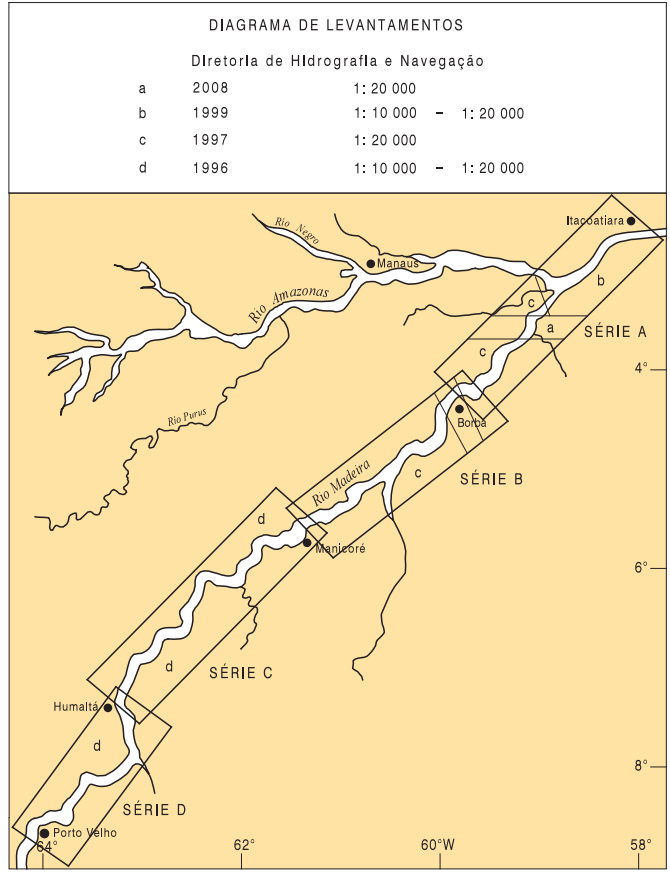 DIAGRAMA DE LEVANTAMENTOS
Diretoria de Hidrografia e Navegação
a 2008 1: 20 000
b 1999 1: 10 000 – 1: 20 000
c 1997 1: 20 000
d 1996 1: 10 000 – 1: 20 000
Itacoatiara
Rio Negro
Manaus
b
Rio Amazonas
c
a
SÉRIE A
c
4°
Rio Purus
Borba
Rio Madeira
c
SÉRIE B
d
Manicoré
6°
d
SÉRIE C
Humaltá
d
8°
SÉRIE D
Porto Velho
64°
62°
60°W
58°